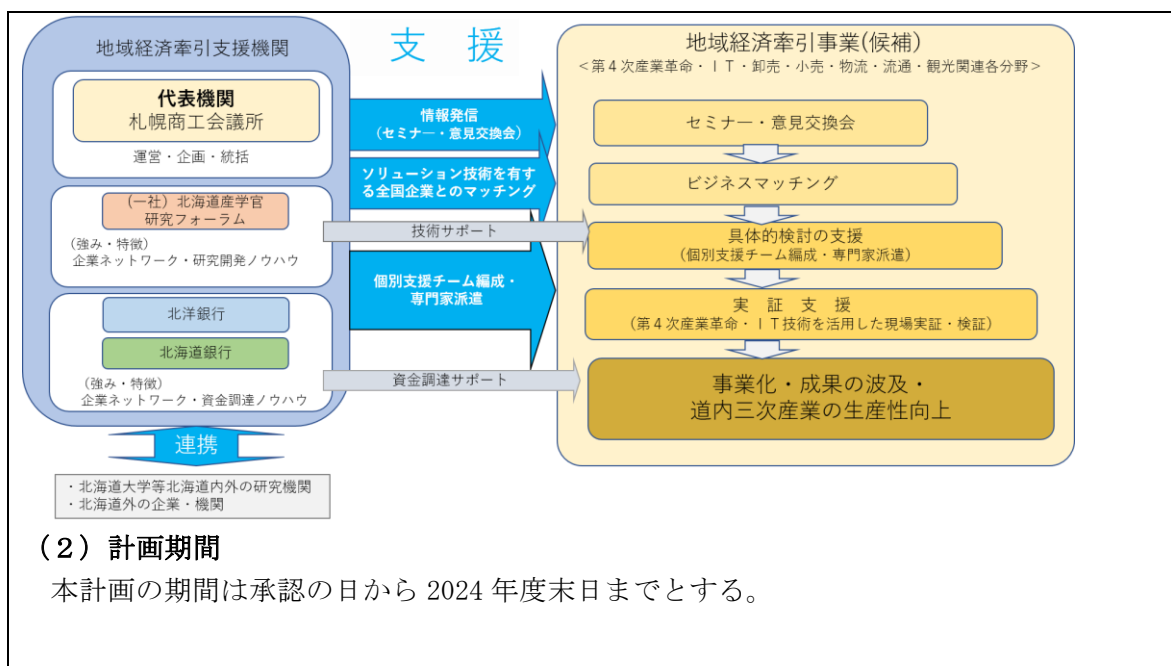 地域経済牽引支援機関
代表機関
札幌商工会議所
運営・企画・統括
(一社)北海道産学官
研究フォーラム
(強み・特徴)
企業ネットワーク・研究開発ノウハウ
北洋銀行
北海道銀行
(強み・特徴)
企業ネットワーク・資金調達ノウハウ
連携
・北海道大学等北海道内外の研究機関
・北海道外の企業・機関
支 援
情報発信
(セミナー・意見交換会)
ソリューション技術を有す
る全国企業とのマッチング
技術サポート
個別支援チーム編成・
専門家派遣
資金調達サポート
地域経済牽引事業(候補)
<第4次産業革命・IT・卸売・小売・物流・流通・観光関連各分野>
セミナー・意見交換会
ビジネスマッチング
具体的検討の支援
(個別支援チーム編成・専門家派遣)
実 証 支 援
(第4次産業革命・IT技術を活用した現場実証・検証)
事業化・成果の波及・
道内三次産業の生産性向上
(2)計画期間
本計画の期間は承認の日から 2024 年度末日までとする。